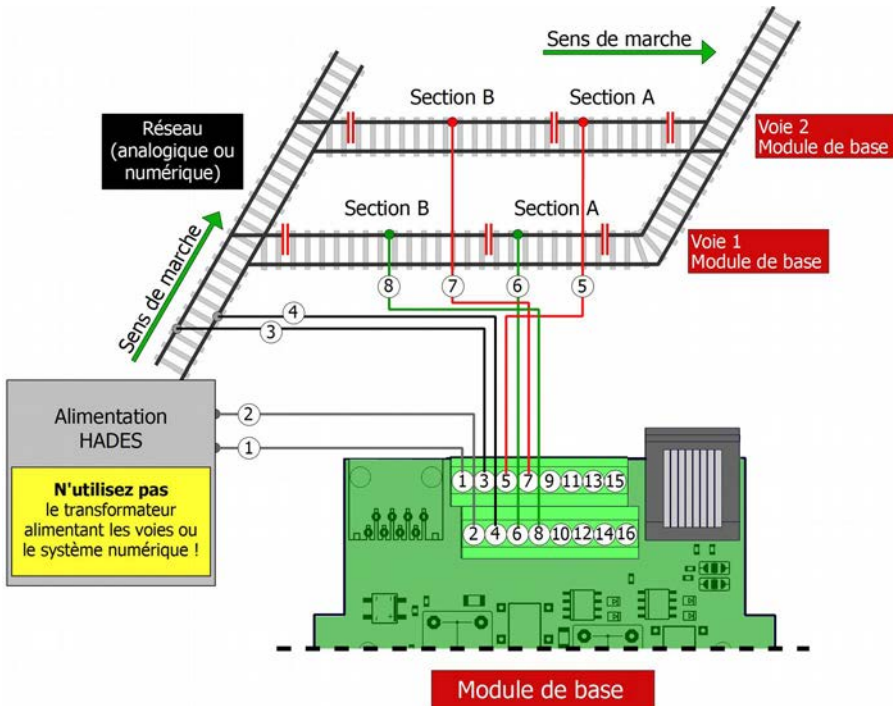 Sens de marche
Section B
Section A
Réseau
(analogique ou
numérique)
Voie 2
Module de base
Section B
Section A
Voie 1
Module de base
Sens de marche
8
7
6
5
4
3
Alimentation
HADES
2
1
N'utilisez pas
le transformateur
alimentant les voies ou
le système numérique !
1 3 5 7 9 11 13 15
2 4 6 8 10 12 14 16
Module de base